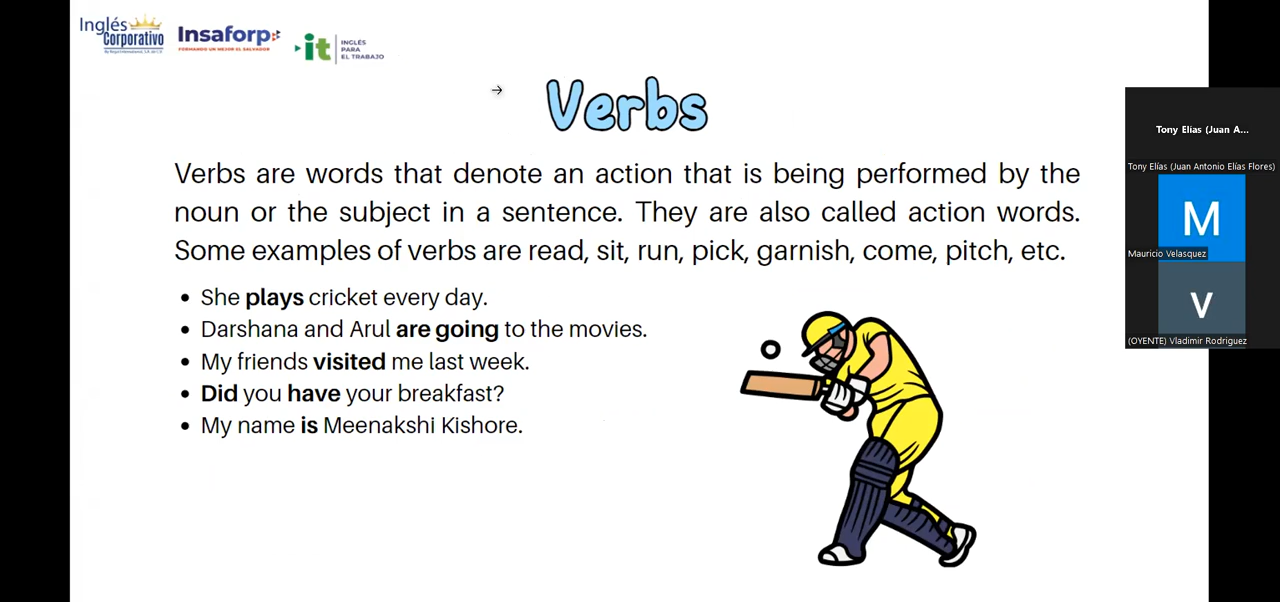 Inglés
Corporativo
Insaforp
FORMANDO UN MEJOR EL SALVADOR
it
INGLÉS
PARA
EL TRABAJO
Verbs
Verbs are words that denote an action that is being performed by the
noun or the subject in a sentence. They are also called action words.
Some examples of verbs are read, sit, run, pick, garnish, come, pitch, etc.
• She plays cricket every day.
• Darshana and Arul are going to the movies.
• My friends visited me last week.
• Did you have your breakfast?
• My name is Meenakshi Kishore.
Tony Elías (Juan A...
Tony Elías (Juan Antonio Elías Flores)
M
Mauricio Velasquez
V
(OYENTE) Vladimir Rodriguez